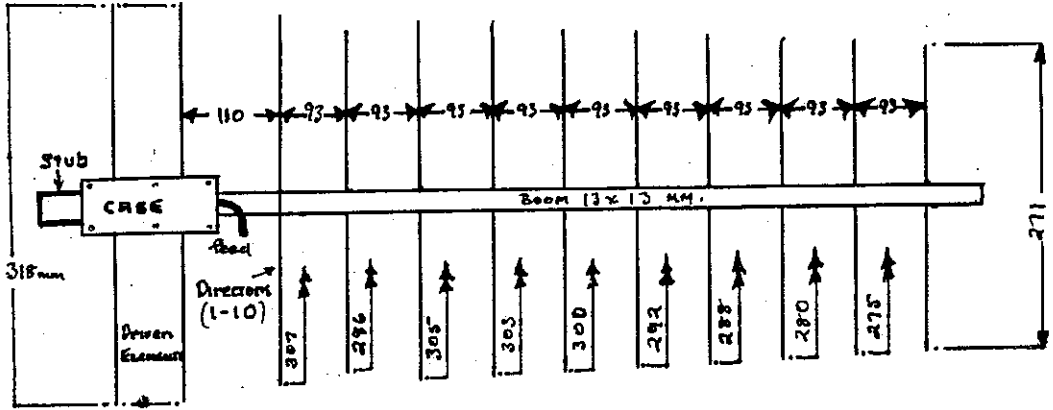 110 93 93 93 93 93 93 93 93 93
Stub
CASE
BOOM 13 x 13 MM.
feed
318mm
271
Directors
(1-10)
Driven
Elements
307
296
305
303
300
292
288
280
275